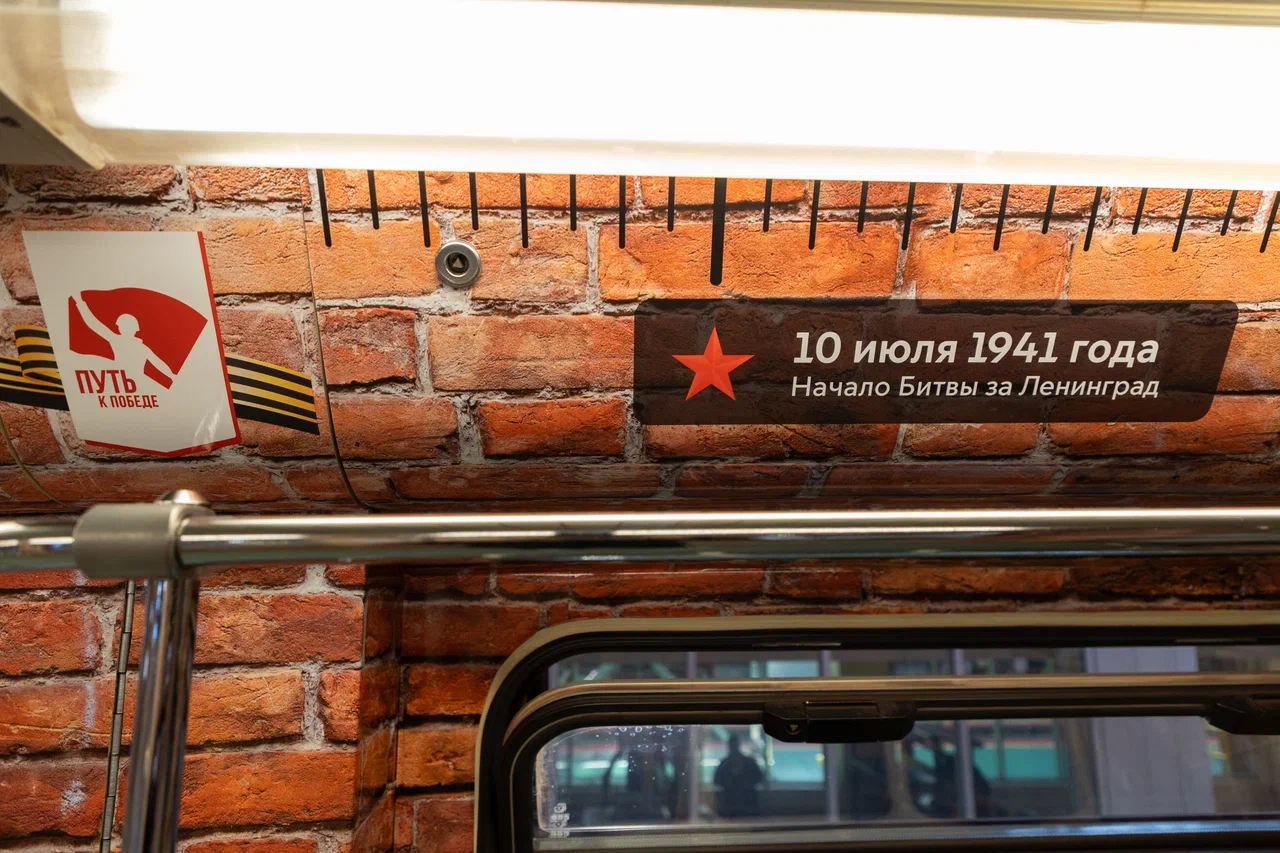 ПУТЬ
К ПОБЕДЕ
10 июля 1941 года
Начало Битвы за Ленинград